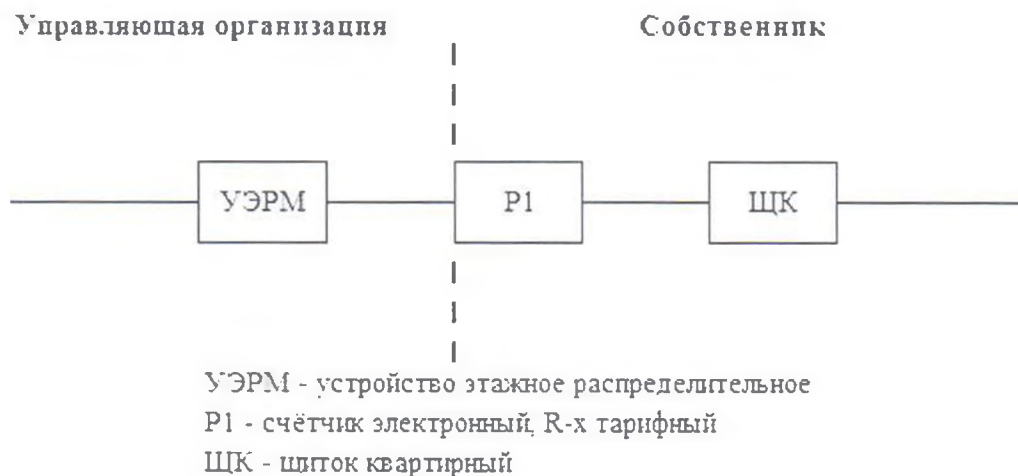 Управляющая организация
Собственник
УЭРМ
Р1
ЩК
УЭРМ - устройство этажное распределительное
Р1 - счётчик электронный, R-х тарифный
ЩК - щиток квартирный